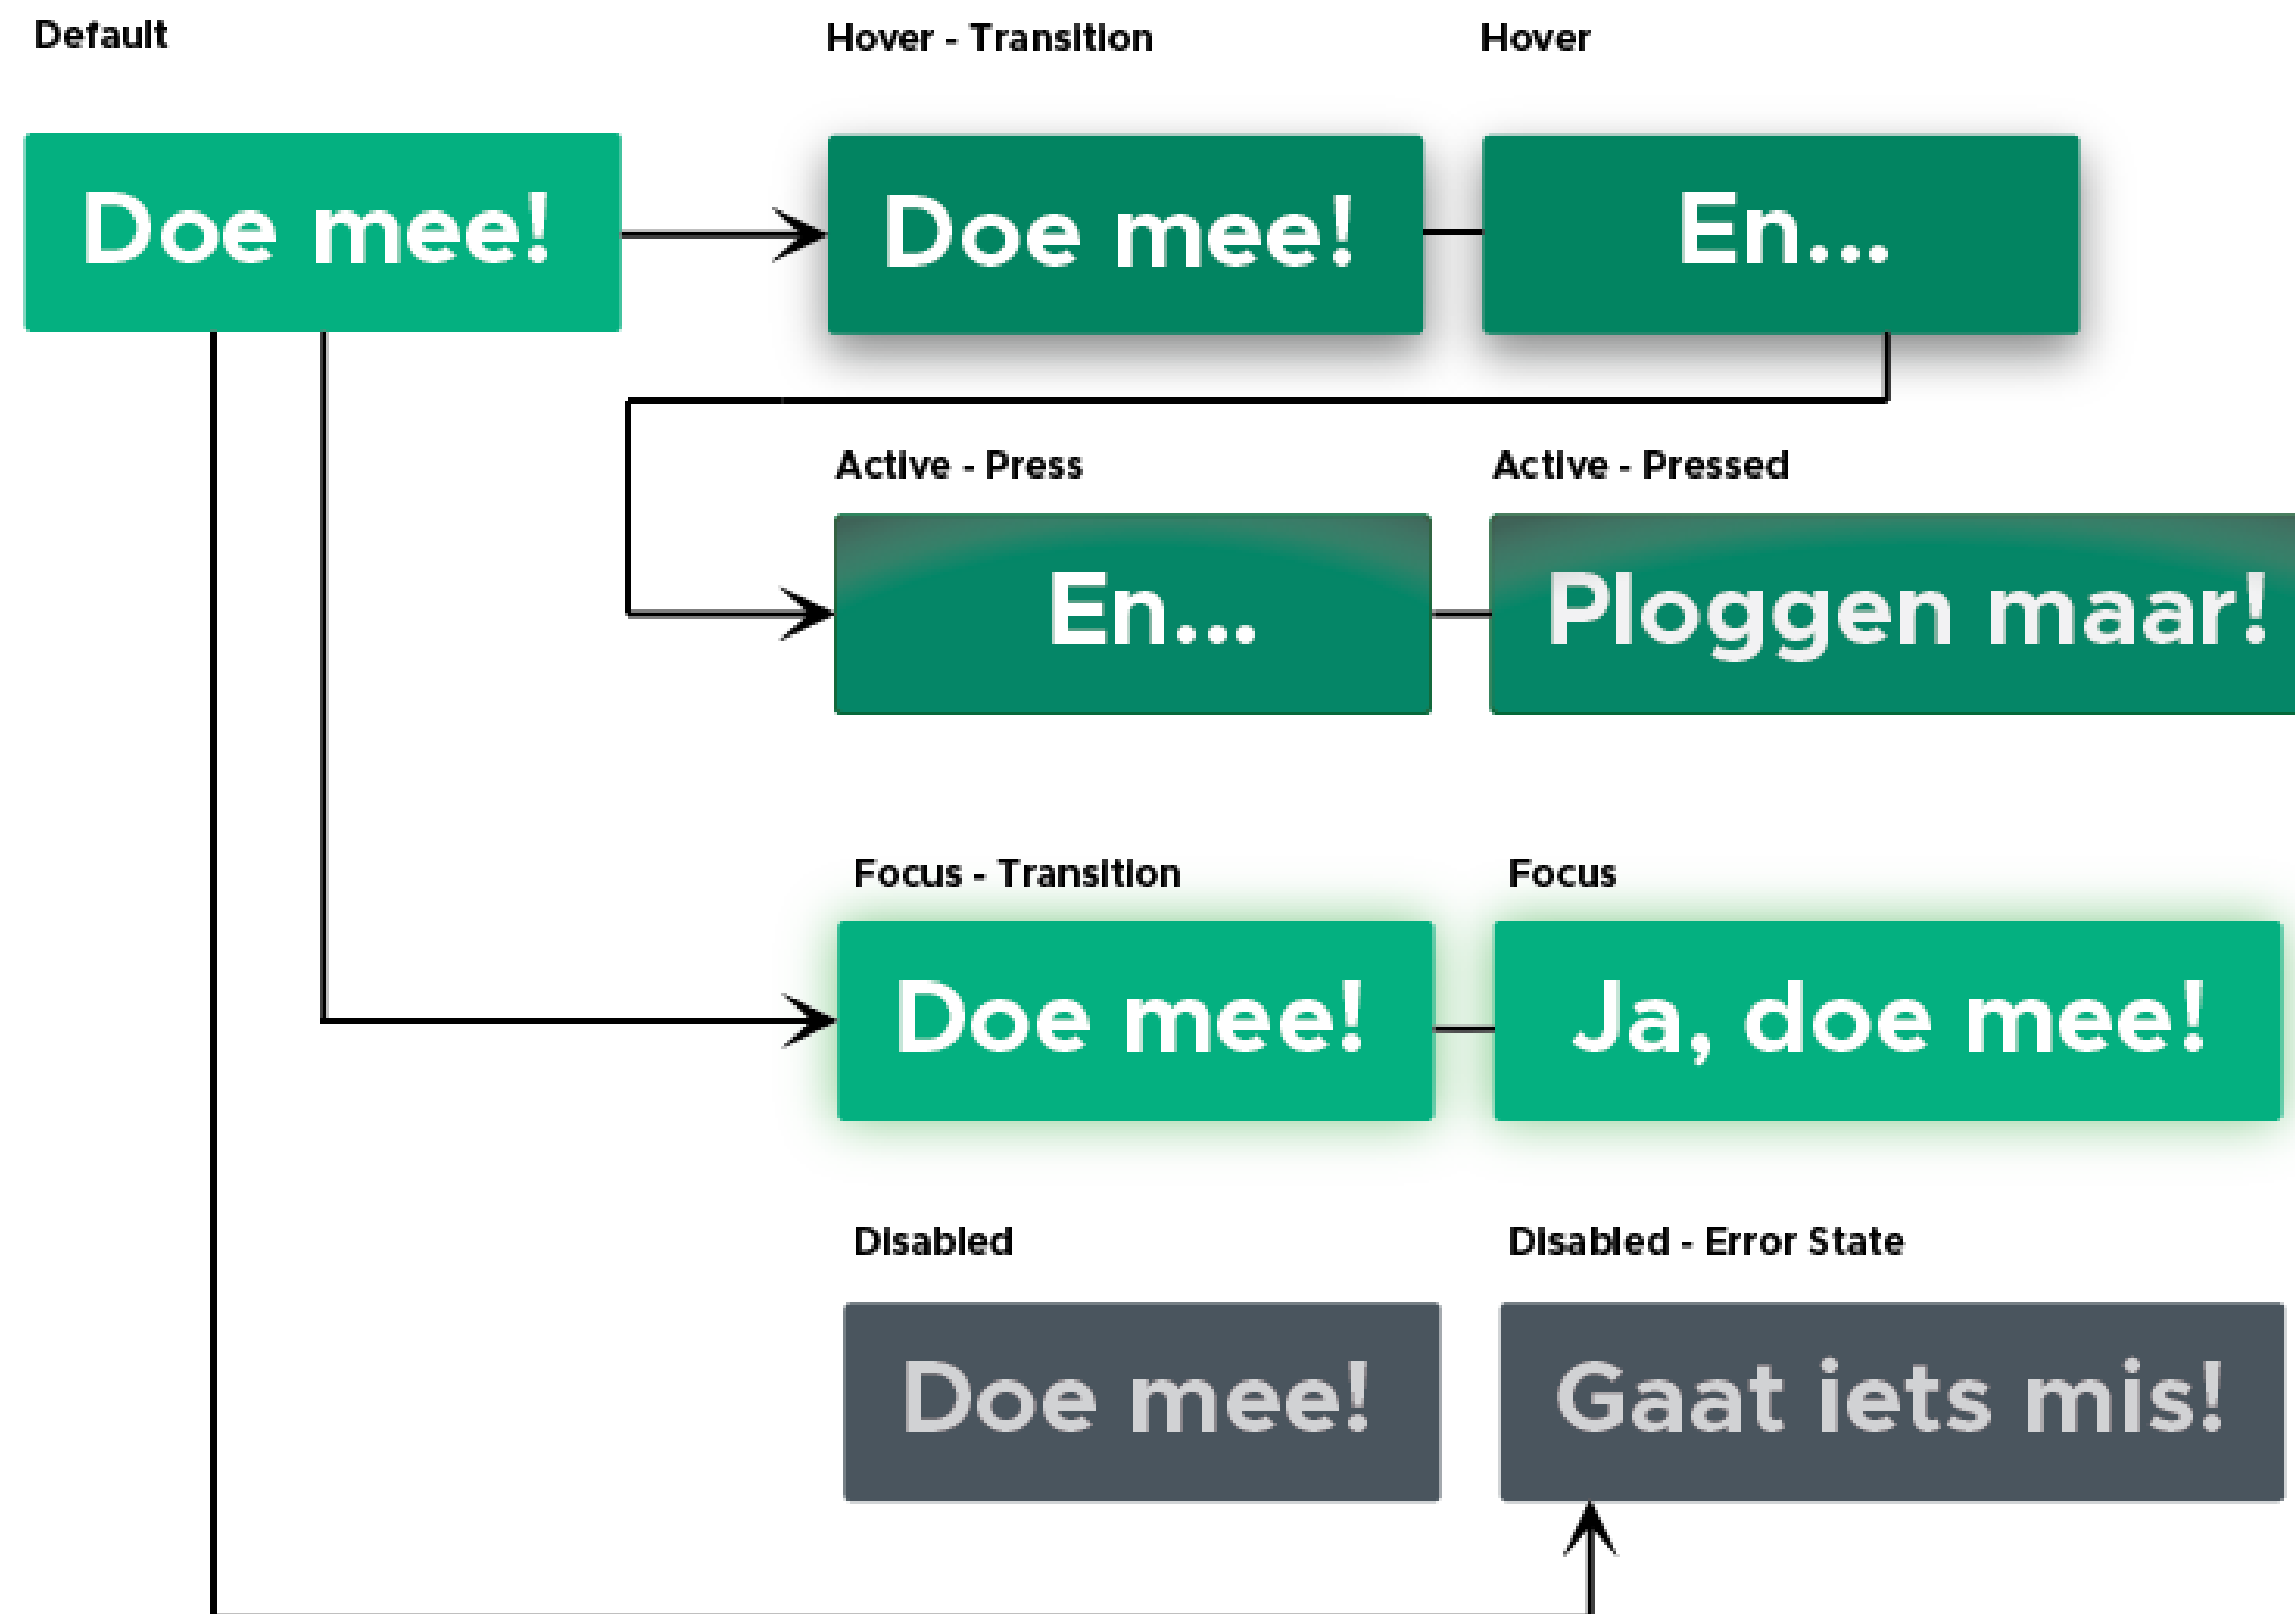 Default
Hover - Transition
Hover
Doe mee!
Doe mee!
En...
Active - Press
Active - Pressed
En...
Ploggen maar!
Focus - Transition
Focus
Doe mee!
Ja, doe mee!
Disabled
Disabled - Error State
Doe mee!
Gaat iets mis!